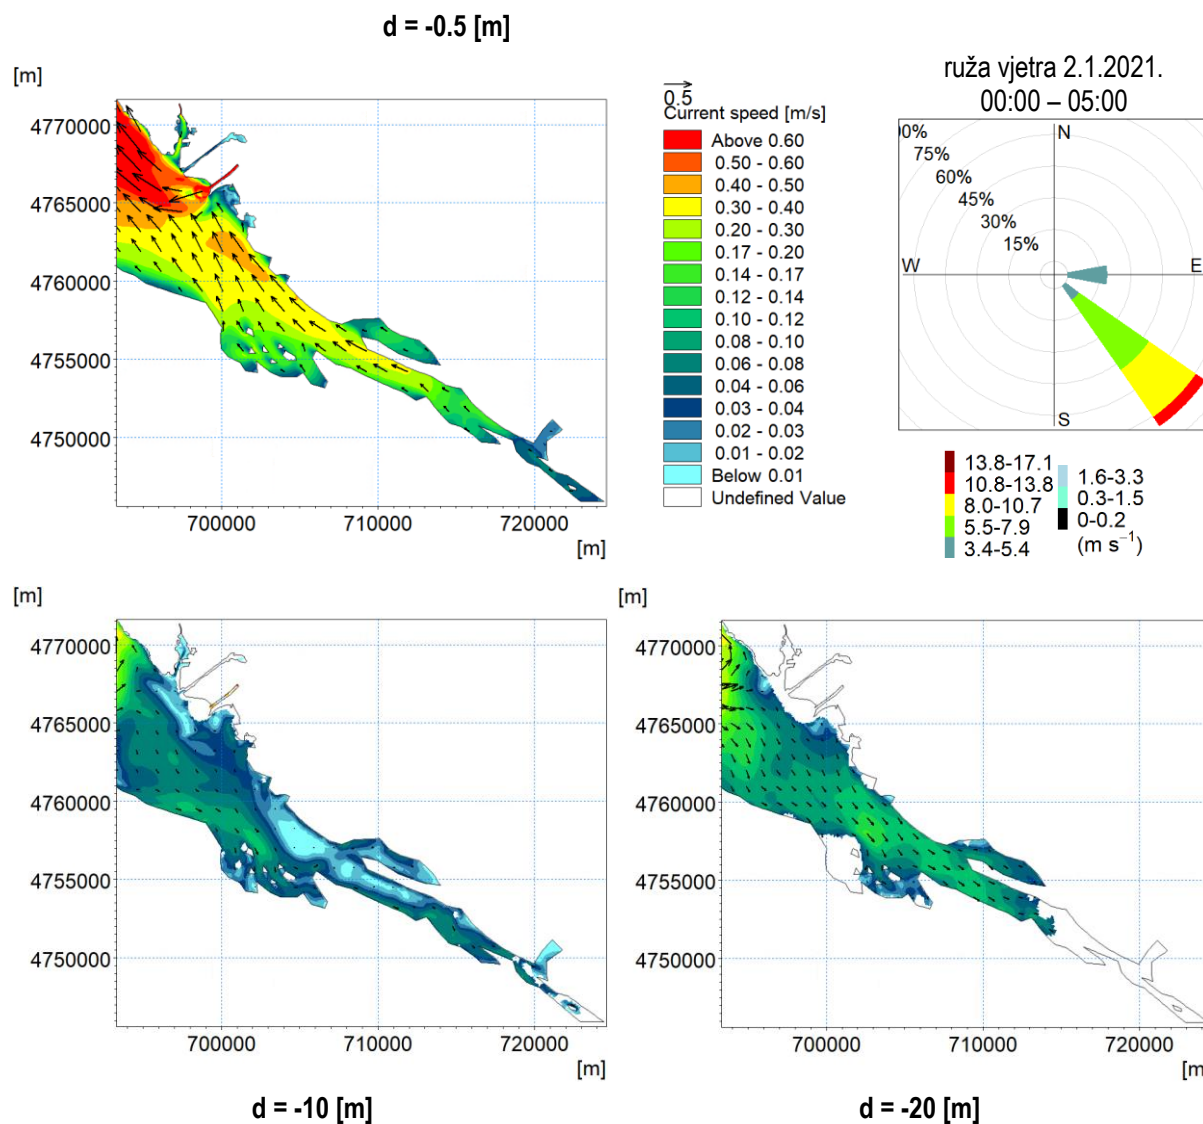 d = -0.5 [m]
[m]
4770000
4765000
4760000
4755000
4750000
700000
710000
720000
[m]
0.5
Current speed [m/s]
Above 0.60
0.50 - 0.60
0.40 - 0.50
0.30 - 0.40
0.20 - 0.30
0.17 - 0.20
0.14 - 0.17
0.12 - 0.14
0.10 - 0.12
0.08 - 0.10
0.06 - 0.08
0.04 - 0.06
0.03 - 0.04
0.02 - 0.03
0.01 - 0.02
Below 0.01
Undefined Value
ruža vjetra 2.1.2021.
00:00 – 05:00
N
0%
75%
60%
45%
30%
15%
W
E
S
13.8-17.1
10.8-13.8
8.0-10.7
5.5-7.9
3.4-5.4
1.6-3.3
0.3-1.5
0-0.2
(m s⁻¹)
[m]
4770000
4765000
4760000
4755000
4750000
700000
710000
720000
[m]
d = -10 [m]
[m]
4770000
4765000
4760000
4755000
4750000
700000
710000
720000
[m]
d = -20 [m]